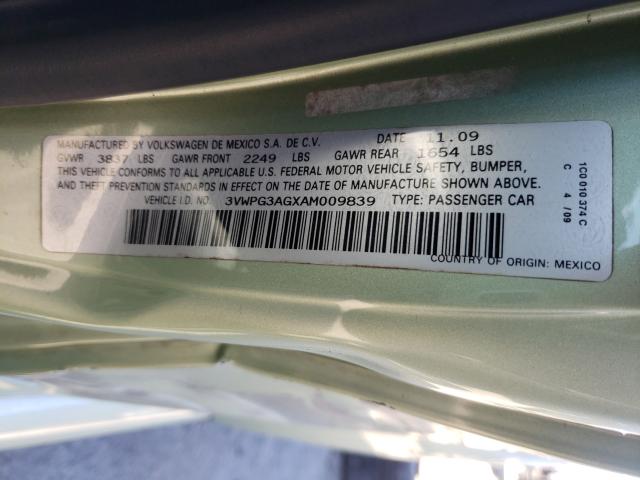 MANUFACTURED BY VOLKSWAGEN DE MEXICO S.A. DE C.V. DATE 11.09
GVWR 3837 LBS GAWR FRONT 2249 LBS GAWR REAR 1654 LBS
THIS VEHICLE CONFORMS TO ALL APPLICABLE U.S. FEDERAL MOTOR VEHICLE SAFETY, BUMPER,
AND THEFT PREVENTION STANDARDS IN EFFECT ON THE DATE OF MANUFACTURE SHOWN ABOVE.
VEHICLE I.D. NO. 3VWPG3AGXAM009839 TYPE: PASSENGER CAR
COUNTRY OF ORIGIN: MEXICO
1C0 010 374 C
C 4 /09